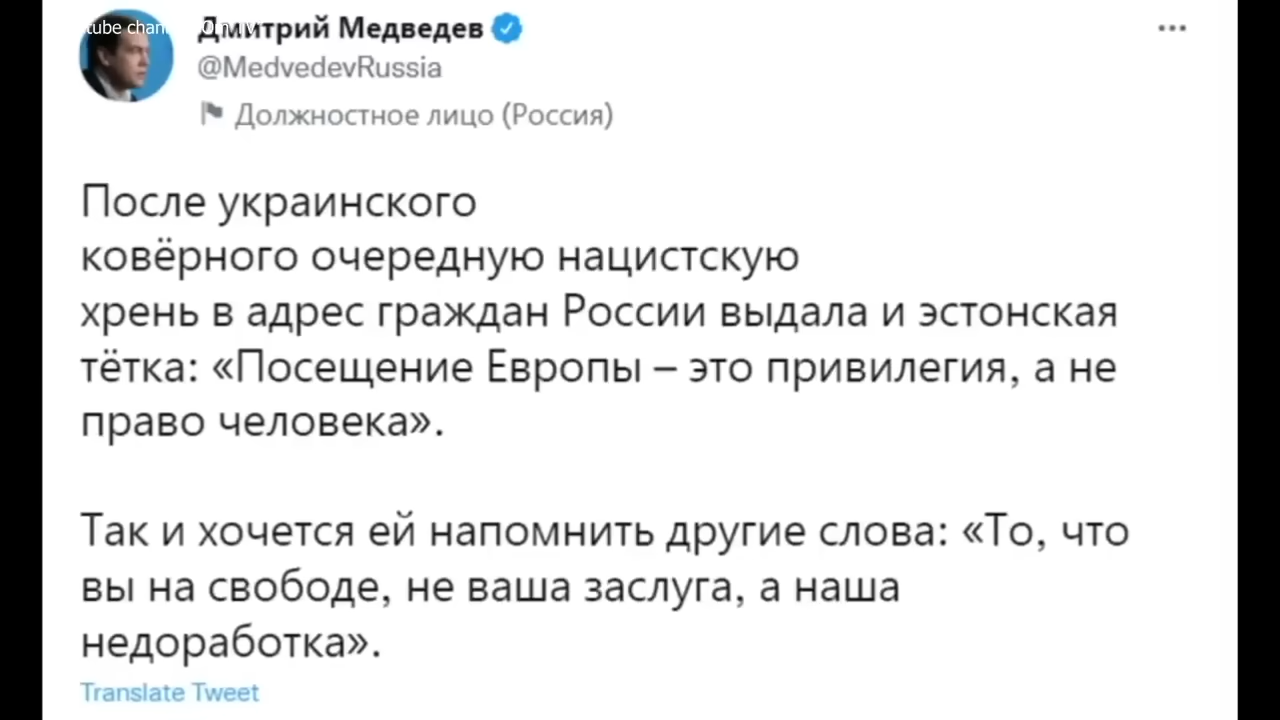 tube chan
Дмитрий Медведев
@MedvedevRussia
Должностное лицо (Россия)
После украинского
ковёрного очередную нацистскую
хрень в адрес граждан России выдала и эстонская
тётка: «Посещение Европы – это привилегия, а не
право человека».
Так и хочется ей напомнить другие слова: «То, что
вы на свободе, не ваша заслуга, а наша
недоработка».
Translate Tweet